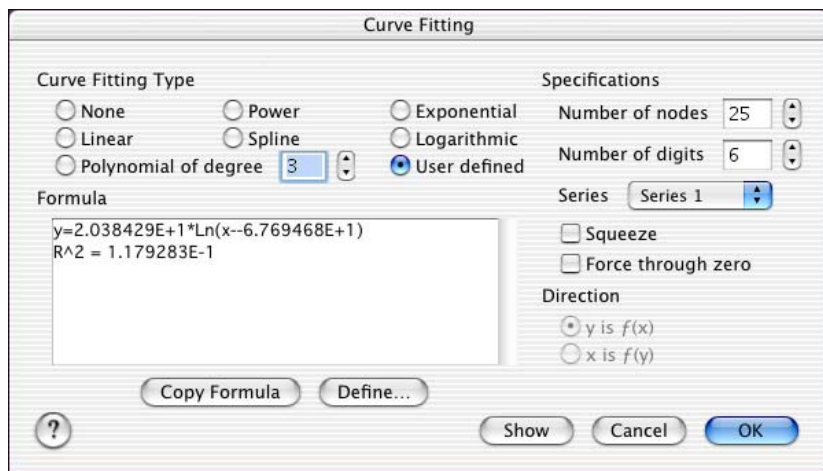 Curve Fitting
Curve Fitting Type
None
Power
Exponential
Linear
Spline
Logarithmic
Polynomial of degree 3
User defined
Formula
y=2.038429E+1*Ln(x--6.769468E+1)
R^2 = 1.179283E-1
Copy Formula
Define...
Specifications
Number of nodes 25
Number of digits 6
Series Series 1
Squeeze
Force through zero
Direction
y is f(x)
x is f(y)
?
Show
Cancel
OK